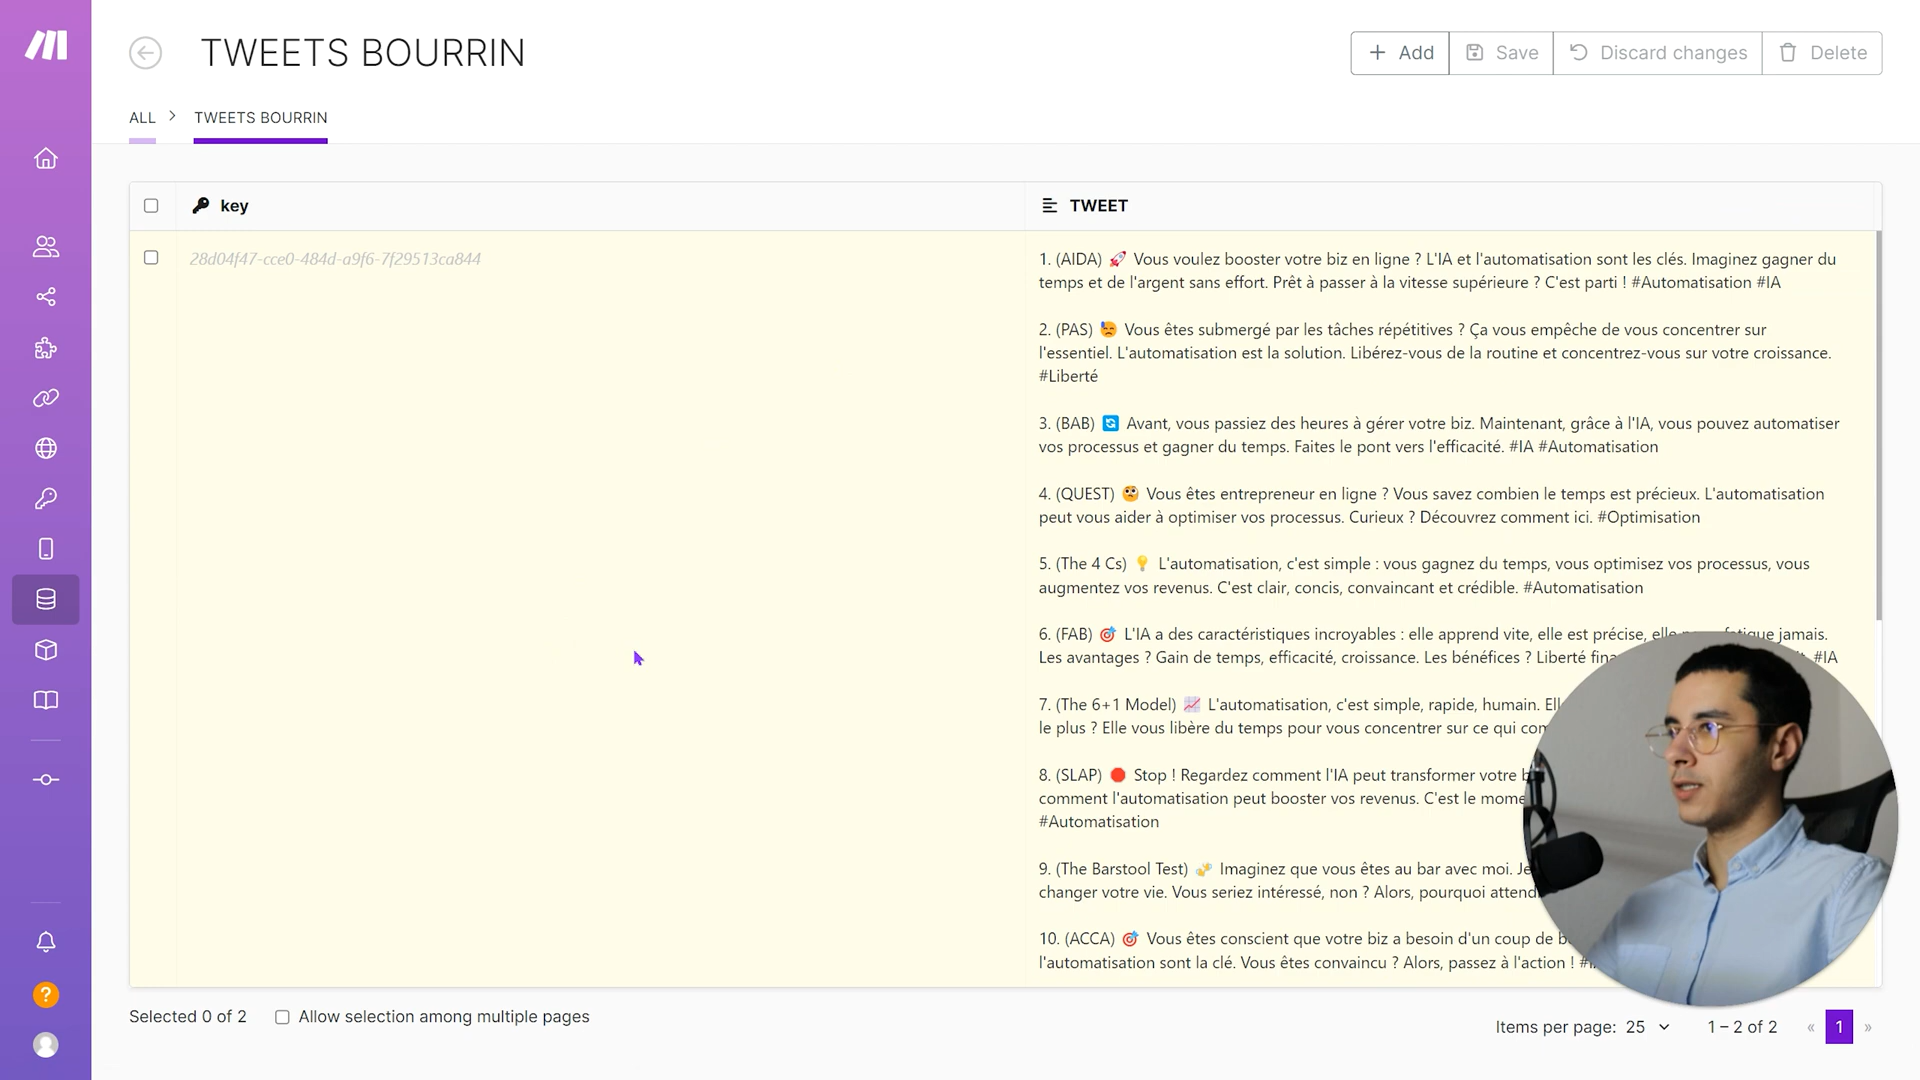 TWEETS BOURRIN
Add
Save
Discard changes
Delete
ALL
TWEETS BOURRIN
key
TWEET
28d04f47-cce0-484d-a9f6-7f29513ca844
1. (AIDA) 🚀 Vous voulez booster votre biz en ligne ? L'IA et l'automatisation sont les clés. Imaginez gagner du
temps et de l'argent sans effort. Prêt à passer à la vitesse supérieure ? C'est parti ! #Automatisation #IA
2. (PAS) 😓 Vous êtes submergé par les tâches répétitives ? Ça vous empêche de vous concentrer sur
l'essentiel. L'automatisation est la solution. Libérez-vous de la routine et concentrez-vous sur votre croissance.
#Liberté
3. (BAB) 🔄 Avant, vous passiez des heures à gérer votre biz. Maintenant, grâce à l'IA, vous pouvez automatiser
vos processus et gagner du temps. Faites le pont vers l'efficacité. #IA #Automatisation
4. (QUEST) 🧐 Vous êtes entrepreneur en ligne ? Vous savez combien le temps est précieux. L'automatisation
peut vous aider à optimiser vos processus. Curieux ? Découvrez comment ici. #Optimisation
5. (The 4 Cs) 💡 L'automatisation, c'est simple : vous gagnez du temps, vous optimisez vos processus, vous
augmentez vos revenus. C'est clair, concis, convaincant et crédible. #Automatisation
6. (FAB) 🎯 L'IA a des caractéristiques incroyables : elle apprend vite, elle est précise, elle jamais.
Les avantages ? Gain de temps, efficacité, croissance. Les bénéfices ? Liberté #IA
7. (The 6+1 Model) 📈 L'automatisation, c'est simple, rapide, humain.
le plus ? Elle vous libère du temps pour vous concentrer sur ce qui
8. (SLAP) 🛑 Stop ! Regardez comment l'IA peut transformer votre
comment l'automatisation peut booster vos revenus. C'est le
#Automatisation
9. (The Barstool Test) 🍻 Imaginez que vous êtes au bar avec moi.
changer votre vie. Vous seriez intéressé, non ? Alors, pourquoi
10. (ACCA) 🎯 Vous êtes conscient que votre biz a besoin d'un coup de
l'automatisation sont la clé. Vous êtes convaincu ? Alors, passez à l'action !
Selected 0 of 2
Allow selection among multiple pages
Items per page: 25
1 – 2 of 2
« 1 »
?